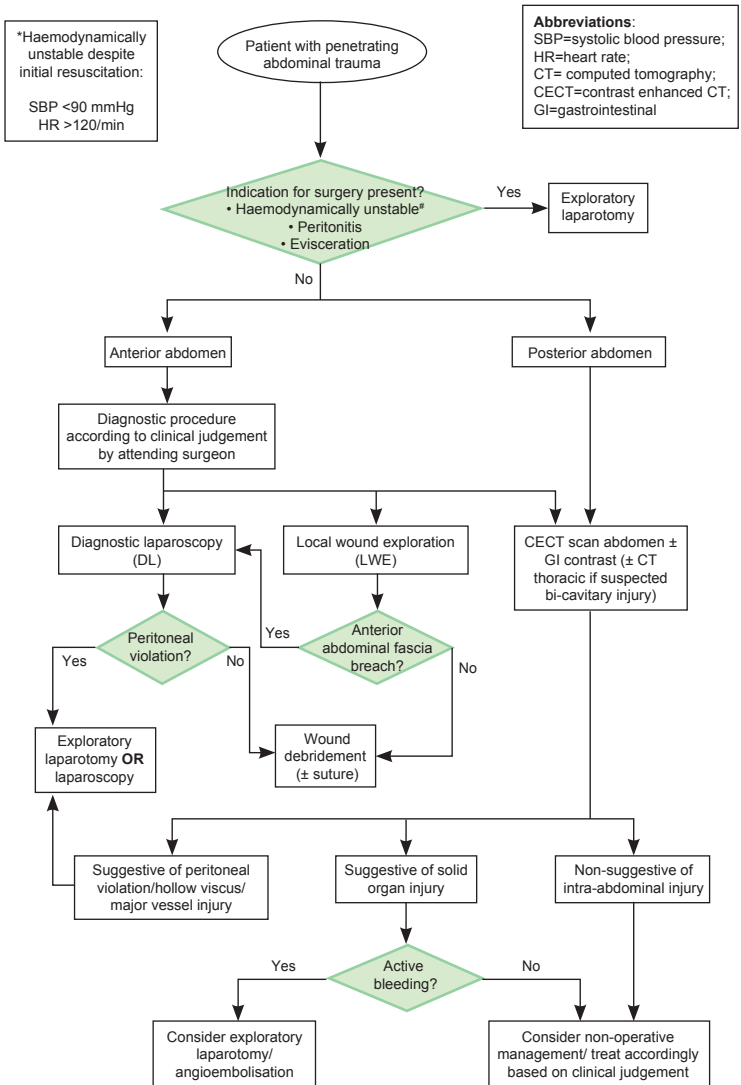 *Haemodynamically
unstable despite
initial resuscitation:
SBP <90 mmHg
HR >120/min
Patient with penetrating
abdominal trauma
Abbreviations:
SBP=systolic blood pressure;
HR=heart rate;
CT= computed tomography;
CECT=contrast enhanced CT;
GI=gastrointestinal
Indication for surgery present?
• Haemodynamically unstable#
• Peritonitis
• Evisceration
Yes
Exploratory
laparotomy
No
Anterior abdomen
Posterior abdomen
Diagnostic procedure
according to clinical judgement
by attending surgeon
Diagnostic laparoscopy
(DL)
Local wound exploration
(LWE)
CECT scan abdomen ±
GI contrast (± CT
thoracic if suspected
bi-cavitary injury)
Peritoneal
violation?
Yes
No
Anterior
abdominal fascia
breach?
Yes
No
Exploratory
laparotomy OR
laparoscopy
Wound
debridement
(± suture)
Suggestive of peritoneal
violation/hollow viscus/
major vessel injury
Suggestive of solid
organ injury
Non-suggestive of
intra-abdominal injury
Active
bleeding?
Yes
No
Consider exploratory
laparotomy/
angioembolisation
Consider non-operative
management/ treat accordingly
based on clinical judgement